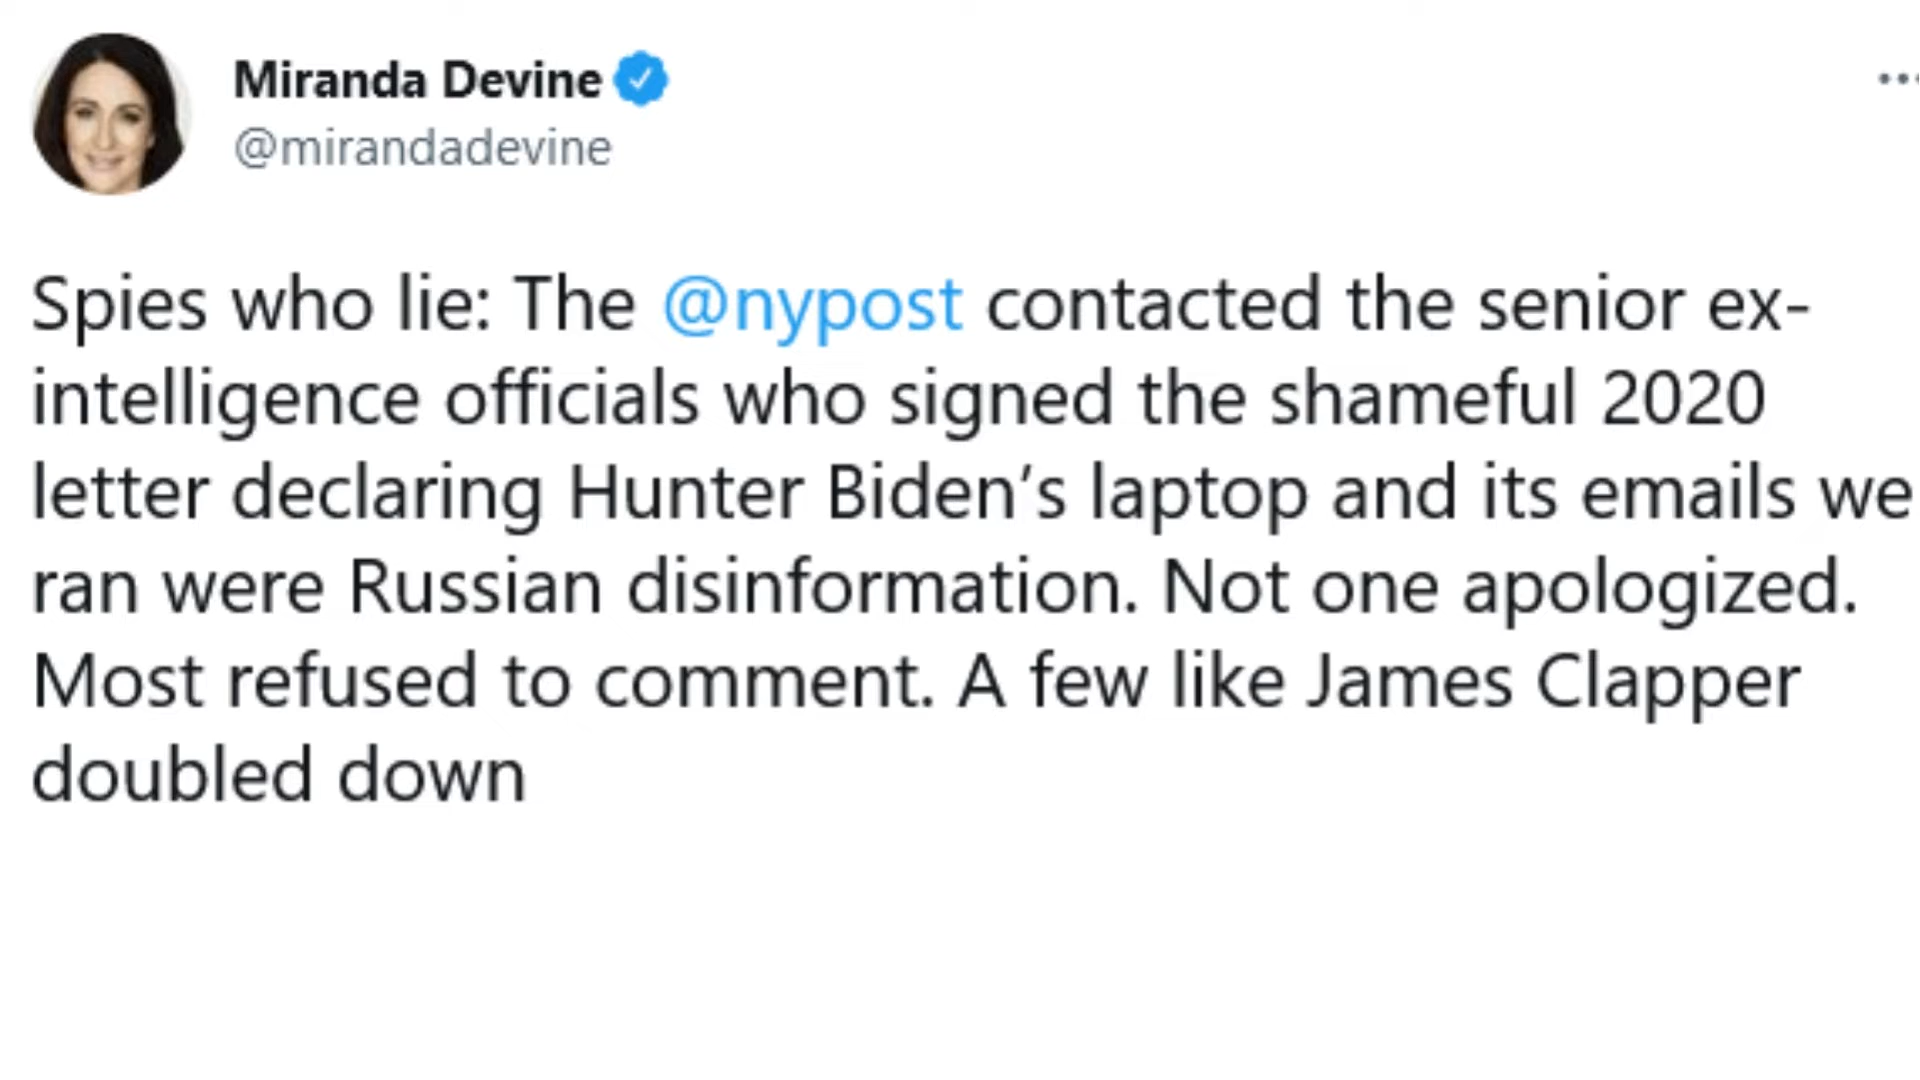 Miranda Devine
@mirandadevine
Spies who lie: The @nypost contacted the senior ex-
intelligence officials who signed the shameful 2020
letter declaring Hunter Biden’s laptop and its emails we
ran were Russian disinformation. Not one apologized.
Most refused to comment. A few like James Clapper
doubled down